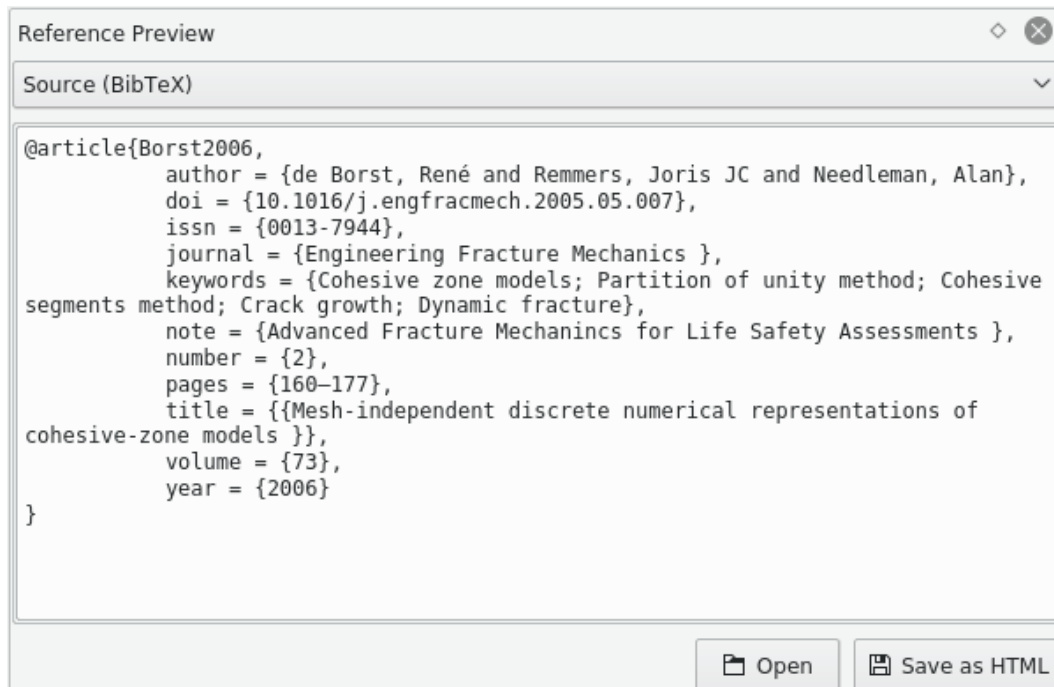 Reference Preview
Source (BibTeX)
@article{Borst2006,
author = {de Borst, René and Remmers, Joris JC and Needleman, Alan},
doi = {10.1016/j.engfracmech.2005.05.007},
issn = {0013-7944},
journal = {Engineering Fracture Mechanics },
keywords = {Cohesive zone models; Partition of unity method; Cohesive
segments method; Crack growth; Dynamic fracture},
note = {Advanced Fracture Mechanincs for Life Safety Assessments },
number = {2},
pages = {160–177},
title = {{Mesh-independent discrete numerical representations of
cohesive-zone models }},
volume = {73},
year = {2006}
}
Open
Save as HTML